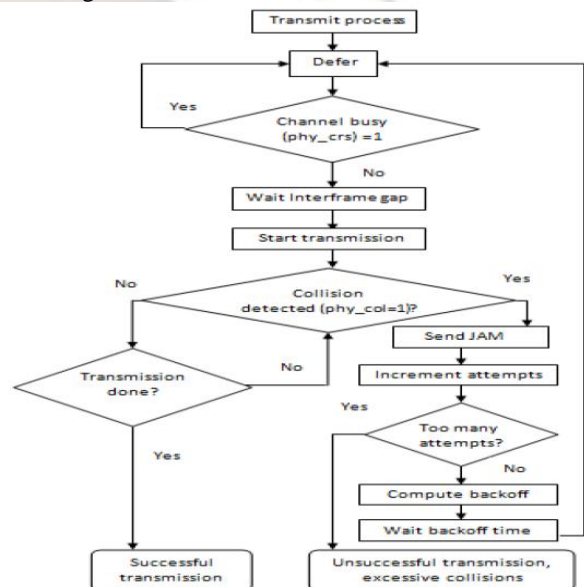 Transmit process
Defer
Yes
Channel busy
(phy_crs) =1
No
Wait Interframe gap
Start transmission
No
Yes
Collision
detected (phy_col=1)?
Send JAM
No
Transmission
done?
Increment attempts
Yes
Too many
attempts?
Yes
No
Compute backoff
Wait backoff time
Successful
transmission
Unsuccessful transmission,
excessive collisions